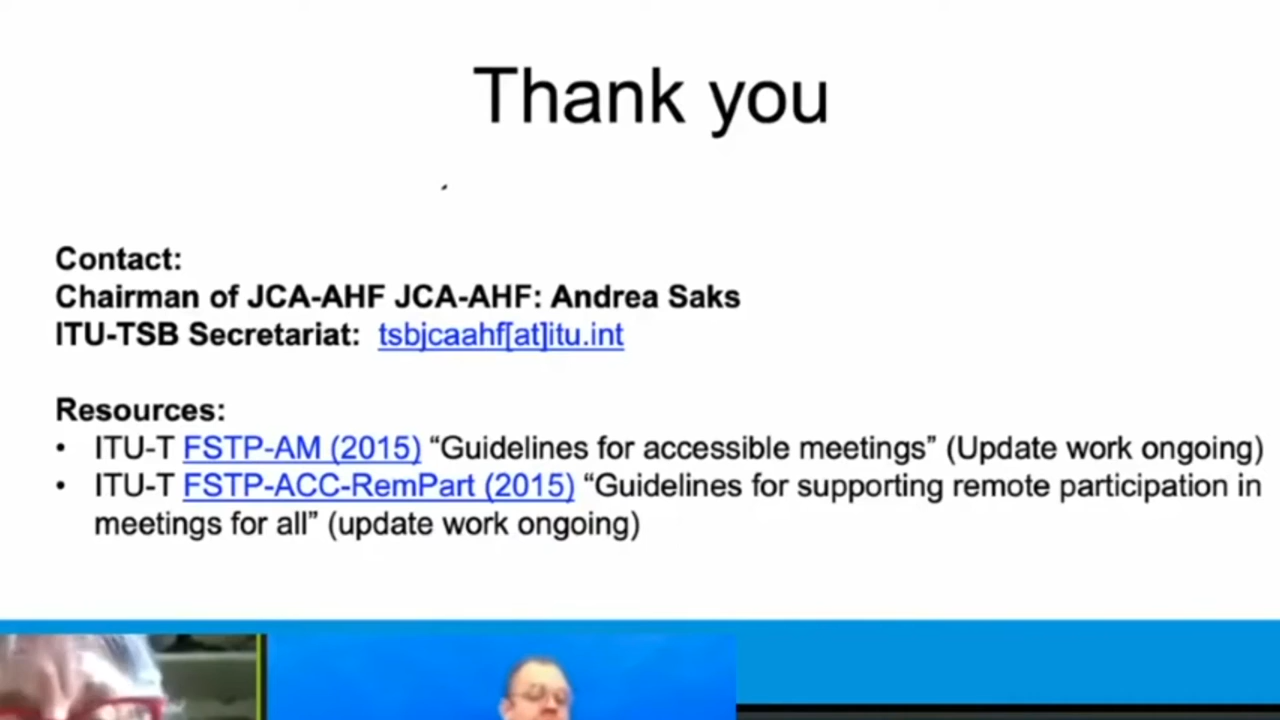 Thank you
Contact:
Chairman of JCA-AHF JCA-AHF: Andrea Saks
ITU-TSB Secretariat: tsbjcaahf[at]itu.int
Resources:
• ITU-T FSTP-AM (2015) “Guidelines for accessible meetings” (Update work ongoing)
• ITU-T FSTP-ACC-RemPart (2015) “Guidelines for supporting remote participation in
meetings for all” (update work ongoing)